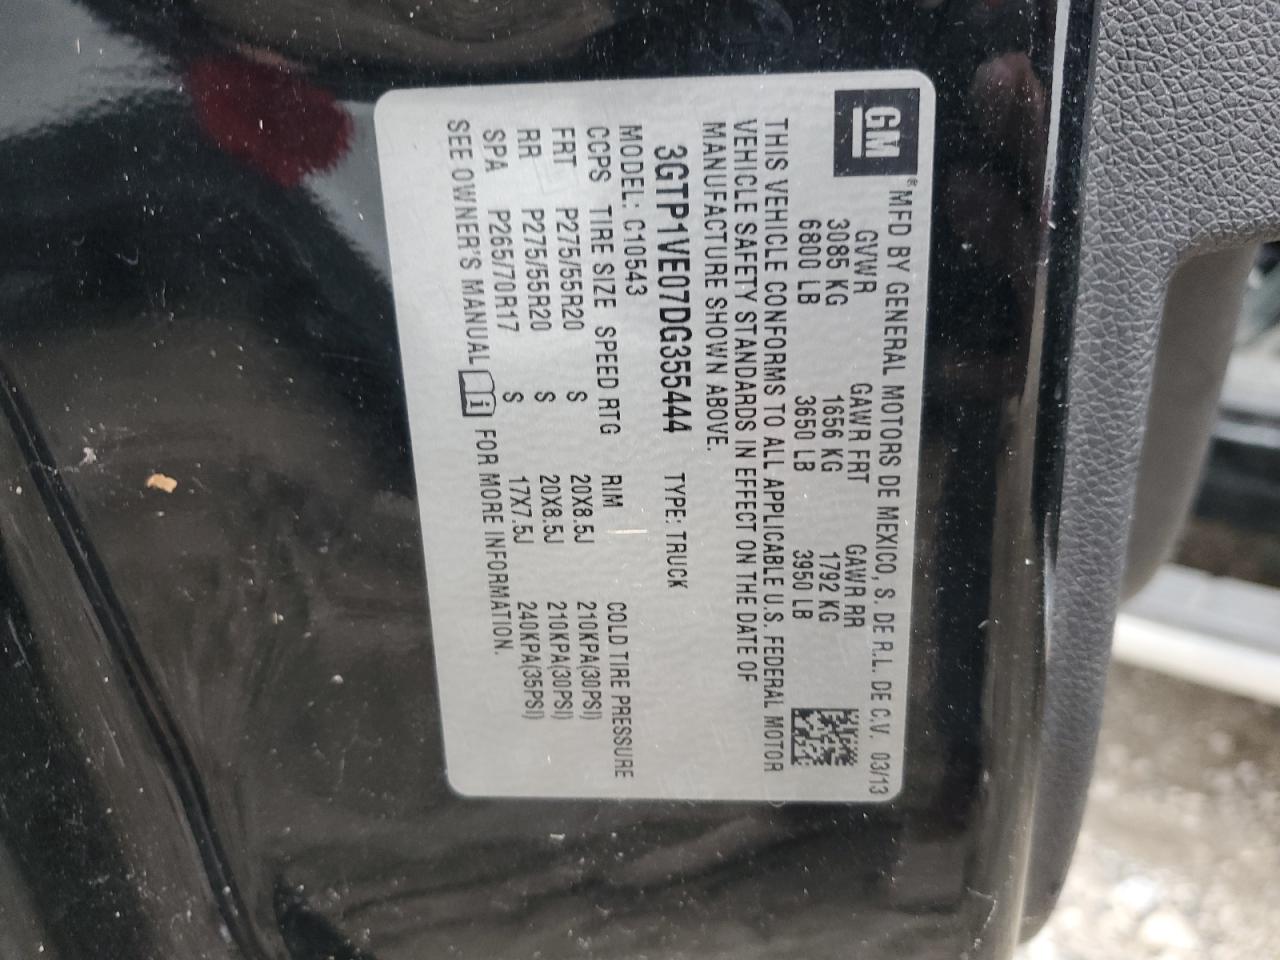 GM
®MFD BY GENERAL MOTORS DE MEXICO, S. DE R.L. DE C.V. 03/13
GVWR GAWR FRT GAWR RR
3085 KG 1656 KG 1792 KG
6800 LB 3650 LB 3950 LB
THIS VEHICLE CONFORMS TO ALL APPLICABLE U.S. FEDERAL MOTOR
VEHICLE SAFETY STANDARDS IN EFFECT ON THE DATE OF
MANUFACTURE SHOWN ABOVE.
3GTP1VE07DG355444 TYPE: TRUCK
MODEL: C10543
CCPS TIRE SIZE SPEED RTG RIM COLD TIRE PRESSURE
FRT P275/55R20 S 20X8.5J 210KPA(30PSI)
RR P275/55R20 S 20X8.5J 210KPA(30PSI)
SPA P265/70R17 S 17X7.5J 240KPA(35PSI)
SEE OWNER'S MANUAL i FOR MORE INFORMATION.